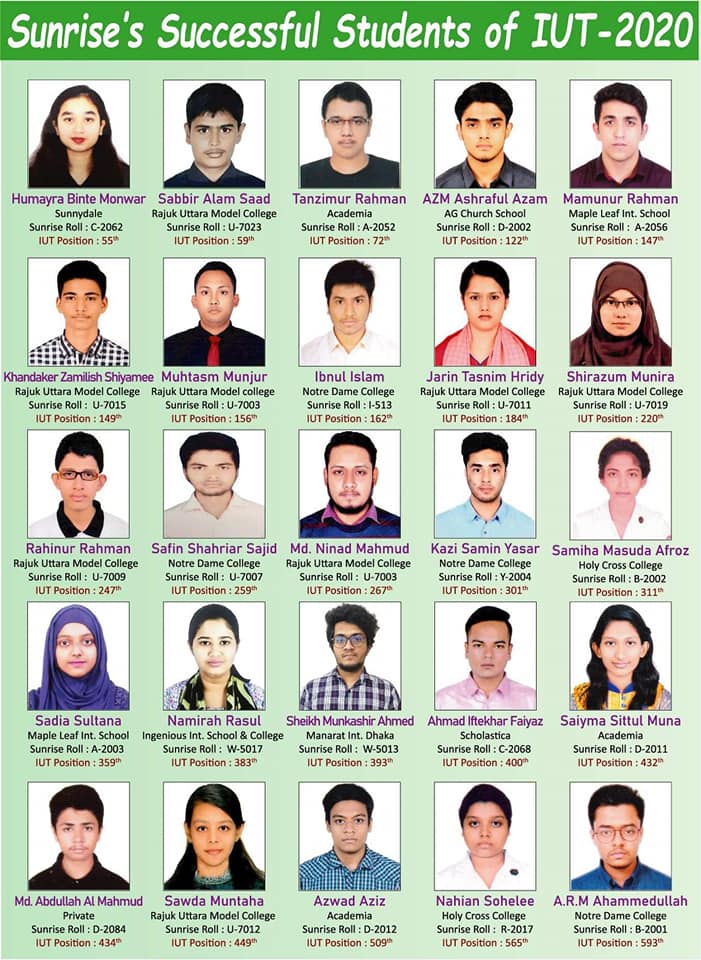 Sunrise's Successful Students of IUT-2020
Humayra Binte Monwar
Sunnydale
Sunrise Roll : C-2062
IUT Position : 55th
Sabbir Alam Saad
Rajuk Uttara Model College
Sunrise Roll : U-7023
IUT Position : 59th
Tanzimur Rahman
Academia
Sunrise Roll : A-2052
IUT Position : 72th
AZM Ashraful Azam
AG Church School
Sunrise Roll : D-2002
IUT Position : 122th
Mamunur Rahman
Maple Leaf Int. School
Sunrise Roll : A-2056
IUT Position : 147th
Khandaker Zamilish Shiyamee
Rajuk Uttara Model College
Sunrise Roll : U-7015
IUT Position : 149th
Muhtasm Munjur
Rajuk Uttara Model college
Sunrise Roll : U-7003
IUT Position : 156th
Ibnul Islam
Notre Dame College
Sunrise Roll : I-513
IUT Position : 162th
Jarin Tasnim Hridy
Rajuk Uttara Model College
Sunrise Roll : U-7011
IUT Position : 184th
Shirazum Munira
Rajuk Uttara Model College
Sunrise Roll : U-7019
IUT Position : 220th
Rahinur Rahman
Rajuk Uttara Model College
Sunrise Roll : U-7009
IUT Position : 247th
Safin Shahriar Sajid
Notre Dame College
Sunrise Roll : U-7007
IUT Position : 259th
Md. Ninad Mahmud
Rajuk Uttara Model College
Sunrise Roll : U-7003
IUT Position : 267th
Kazi Samin Yasar
Notre Dame College
Sunrise Roll : Y-2004
IUT Position : 301th
Samiha Masuda Afroz
Holy Cross College
Sunrise Roll : B-2002
IUT Position : 311th
Sadia Sultana
Maple Leaf Int. School
Sunrise Roll : A-2003
IUT Position : 359th
Namirah Rasul
Ingenious Int. School & College
Sunrise Roll : W-5017
IUT Position : 383th
Sheikh Munkashir Ahmed
Manarat Int. Dhaka
Sunrise Roll : W-5013
IUT Position : 393th
Ahmad Iftekhar Faiyaz
Scholastica
Sunrise Roll : C-2068
IUT Position : 400th
Saiyma Sittul Muna
Academia
Sunrise Roll : D-2011
IUT Position : 432th
Md. Abdullah Al Mahmud
Private
Sunrise Roll : D-2084
IUT Position : 434th
Sawda Muntaha
Rajuk Uttara Model College
Sunrise Roll : U-7012
IUT Position : 449th
Azwad Aziz
Academia
Sunrise Roll : D-2012
IUT Position : 509th
Nahian Sohelee
Holy Cross College
Sunrise Roll : R-2017
IUT Position : 565th
A.R.M Ahammedullah
Notre Dame College
Sunrise Roll : B-2001
IUT Position : 593th